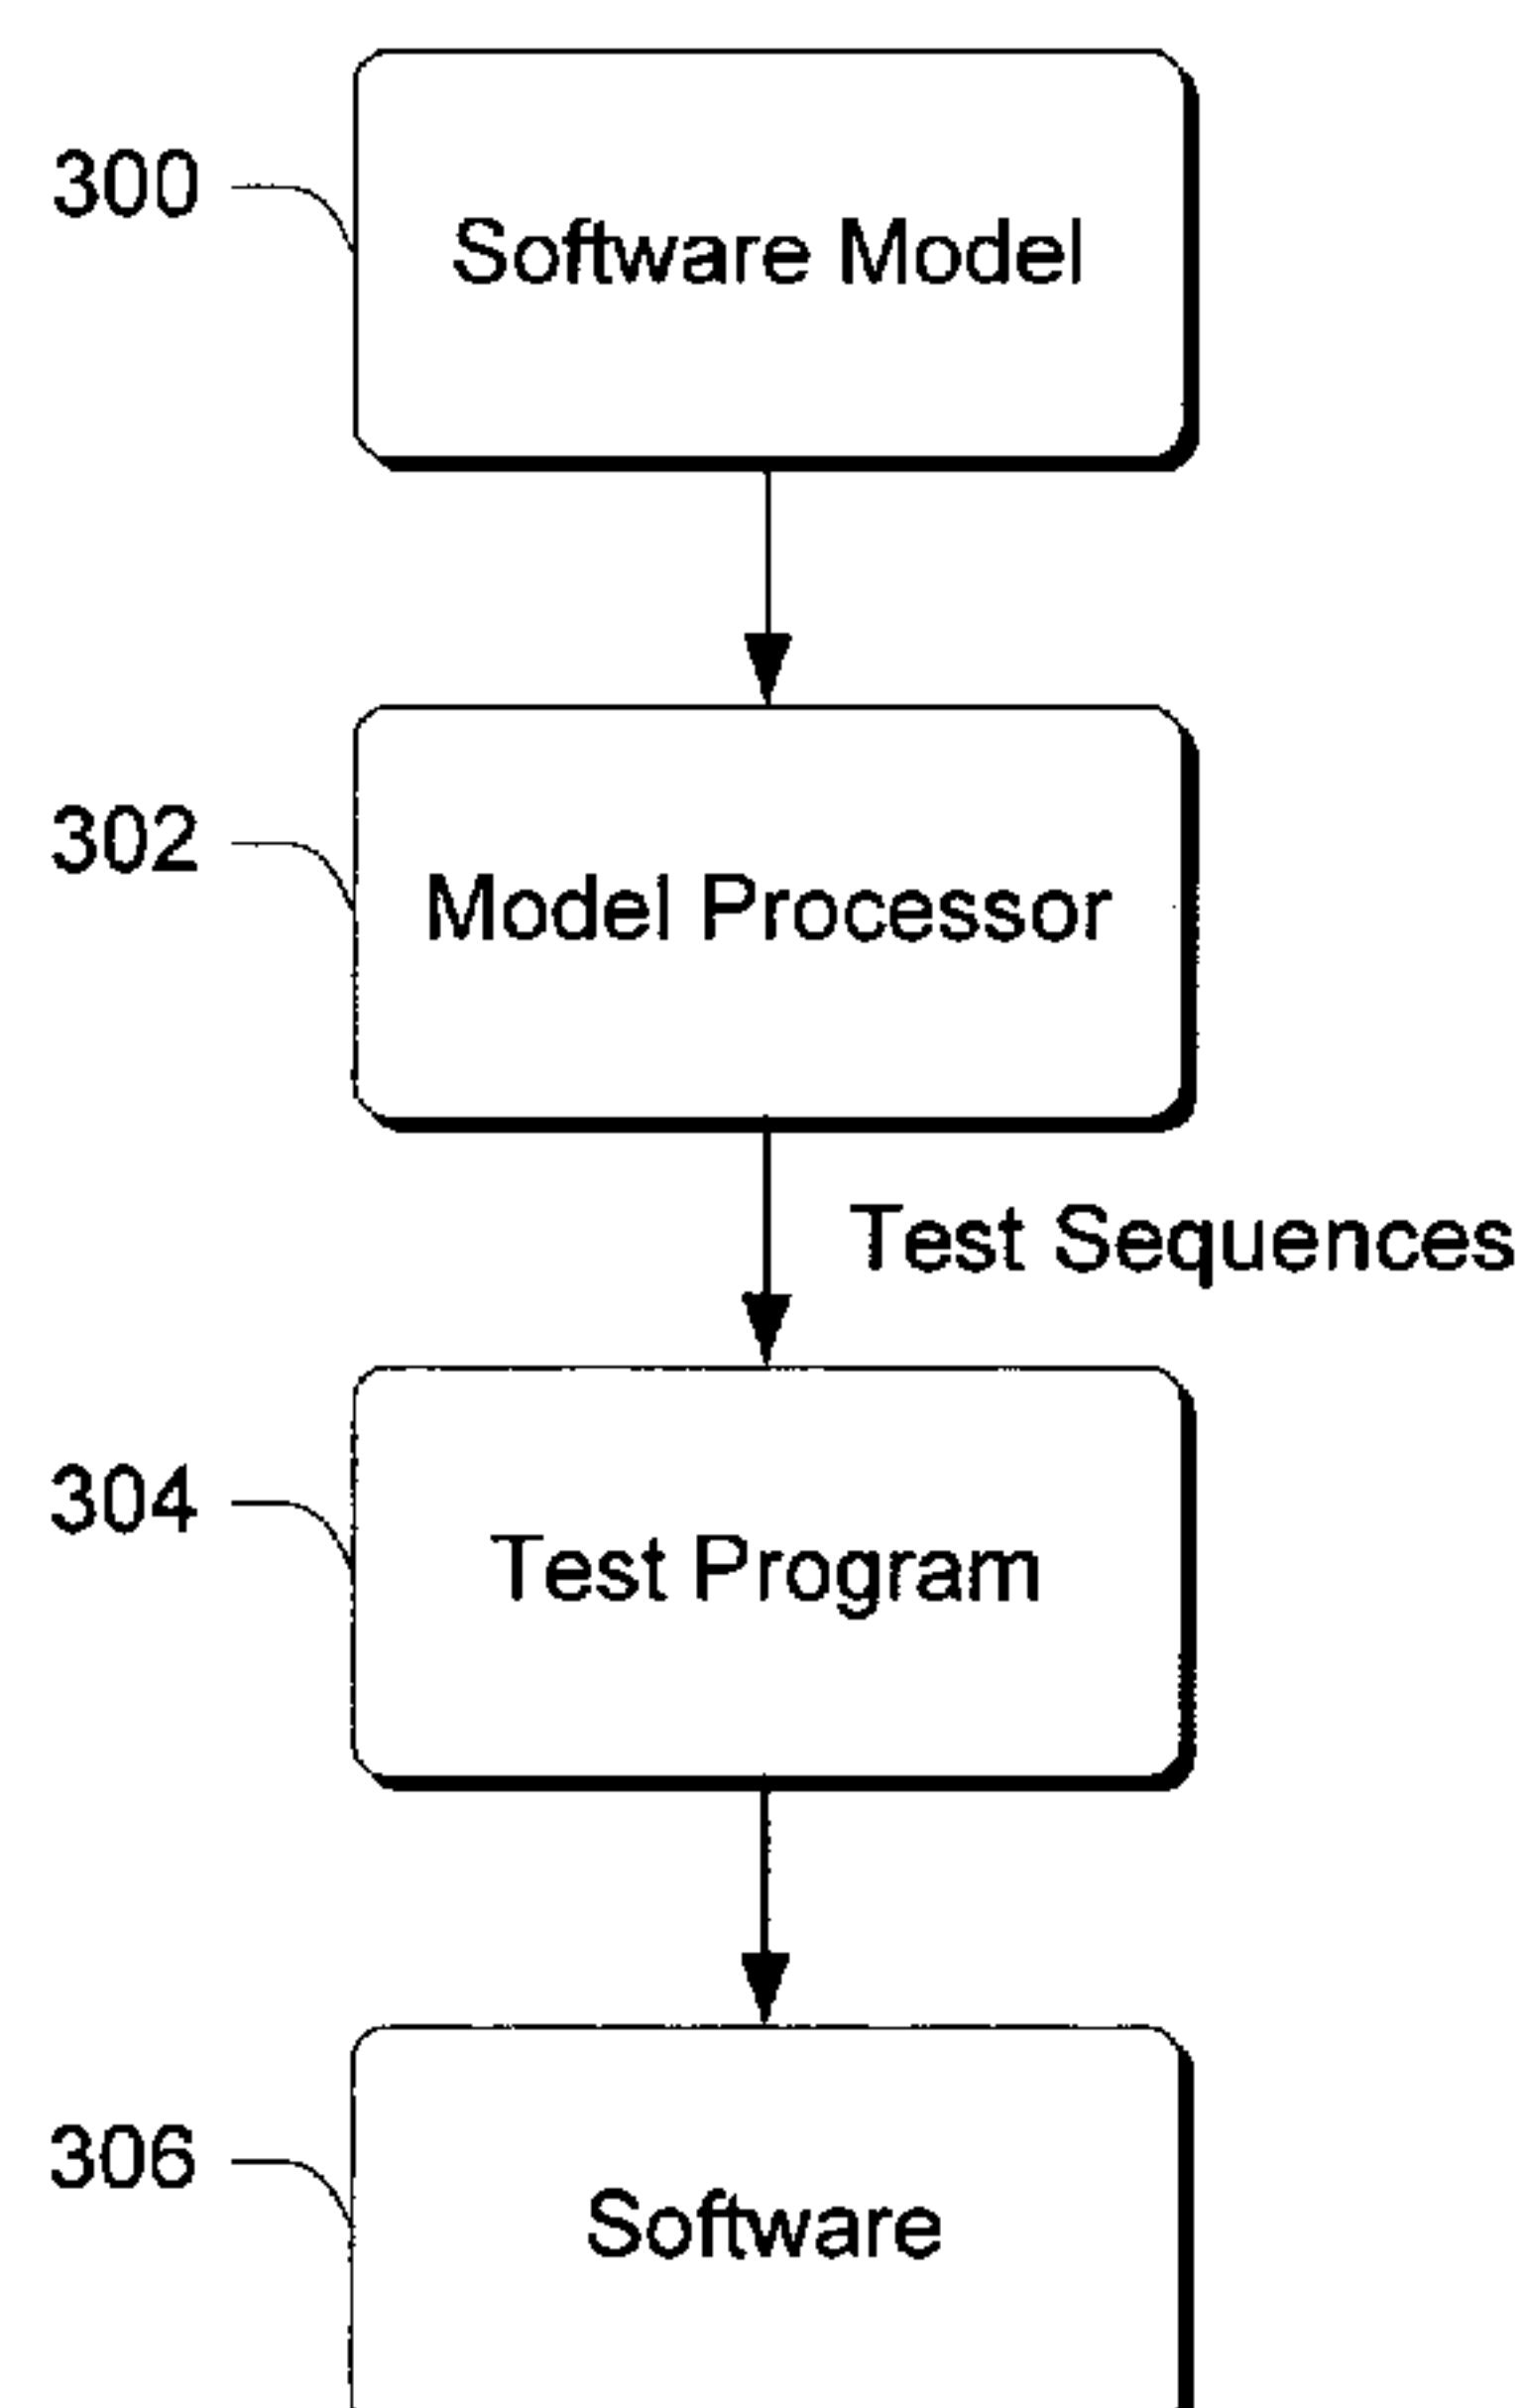 300
Software Model
302
Model Processor
Test Sequences
304
Test Program
306
Software